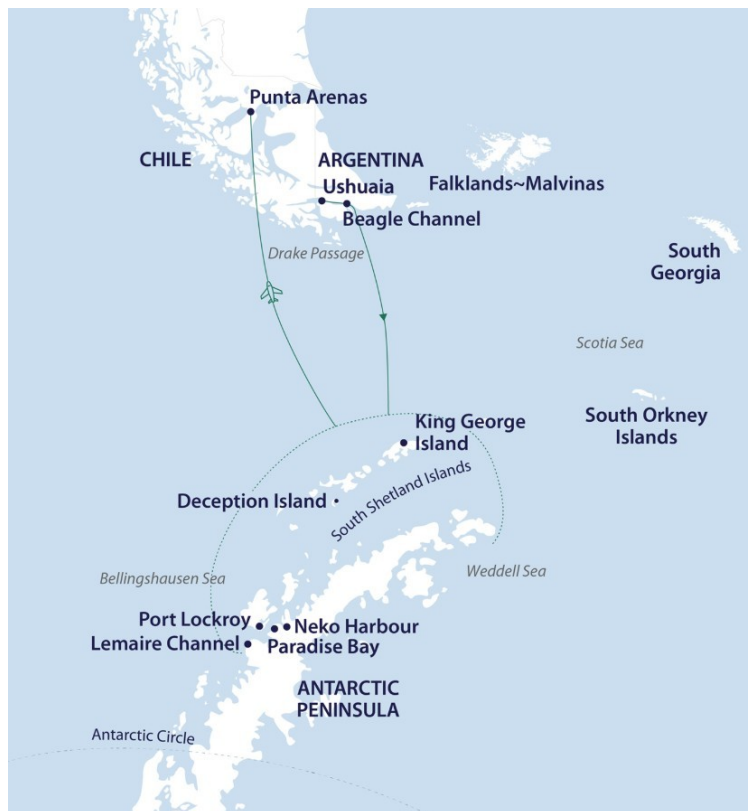 Punta Arenas
CHILE
ARGENTINA
Ushuaia
Falklands~Malvinas
Beagle Channel
Drake Passage
South
Georgia
Scotia Sea
King George
Island
South Orkney
Islands
Deception Island
South Shetland Islands
Bellingshausen Sea
Weddell Sea
Port Lockroy
Neko Harbour
Lemaire Channel
Paradise Bay
ANTARCTIC
PENINSULA
Antarctic Circle